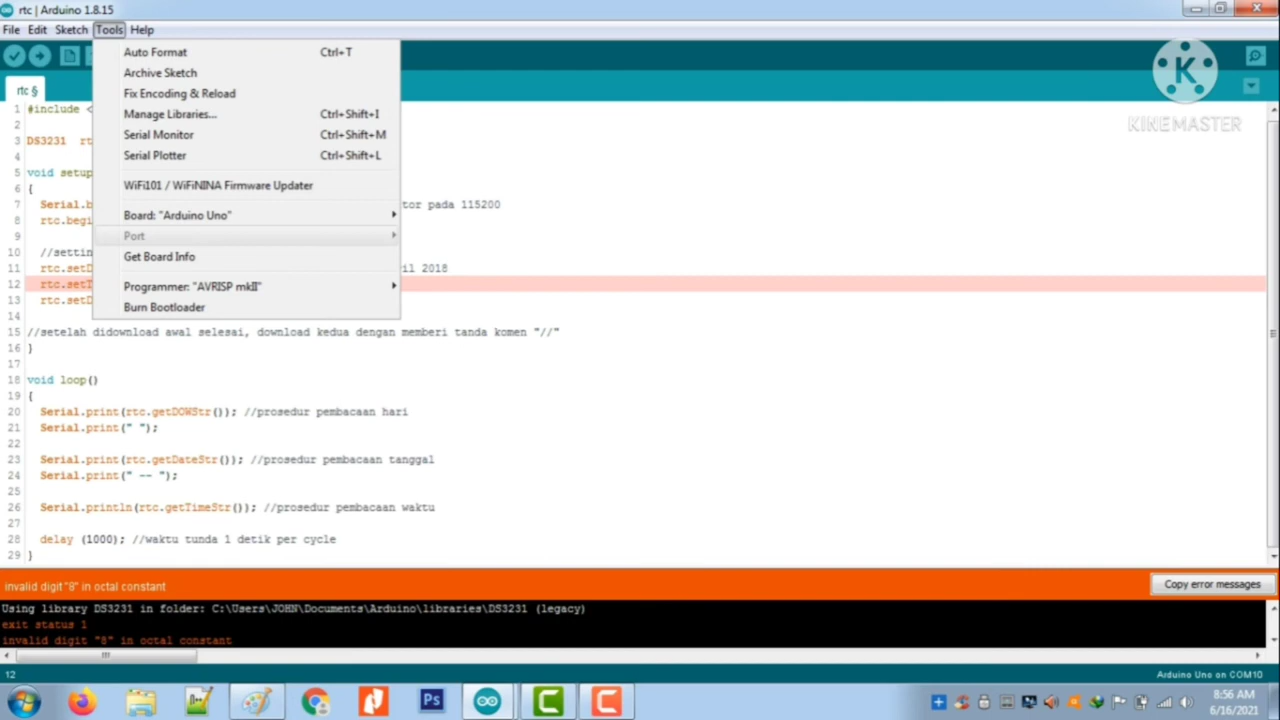 rtc | Arduino 1.8.15
File Edit Sketch Tools Help
Auto Format Ctrl+T
Archive Sketch
Fix Encoding & Reload
Manage Libraries... Ctrl+Shift+I
Serial Monitor Ctrl+Shift+M
Serial Plotter Ctrl+Shift+L
WiFi101 / WiFiNINA Firmware Updater
Board: "Arduino Uno"
Port
Get Board Info
Programmer: "AVRISP mkII"
Burn Bootloader
K
KINEMASTER
rtc §
1 #include <
2
3 DS3231 rt
4
5 void setup
6 {
7 Serial.b tor pada 115200
8 rtc.begi
9
10 //settin
11 rtc.setD il 2018
12 rtc.setT
13 rtc.setD
14
15 //setelah didownload awal selesai, download kedua dengan memberi tanda komen "//"
16 }
17
18 void loop()
19 {
20 Serial.print(rtc.getDOWStr()); //prosedur pembacaan hari
21 Serial.print(" ");
22
23 Serial.print(rtc.getDateStr()); //prosedur pembacaan tanggal
24 Serial.print(" -- ");
25
26 Serial.println(rtc.getTimeStr()); //prosedur pembacaan waktu
27
28 delay (1000); //waktu tunda 1 detik per cycle
29 }
invalid digit "8" in octal constant
Copy error messages
Using library DS3231 in folder: C:\Users\JOHN\Documents\Arduino\libraries\DS3231 (legacy)
exit status 1
invalid digit "8" in octal constant
12 Arduino Uno on COM10
Ps
8:56 AM
6/16/2021